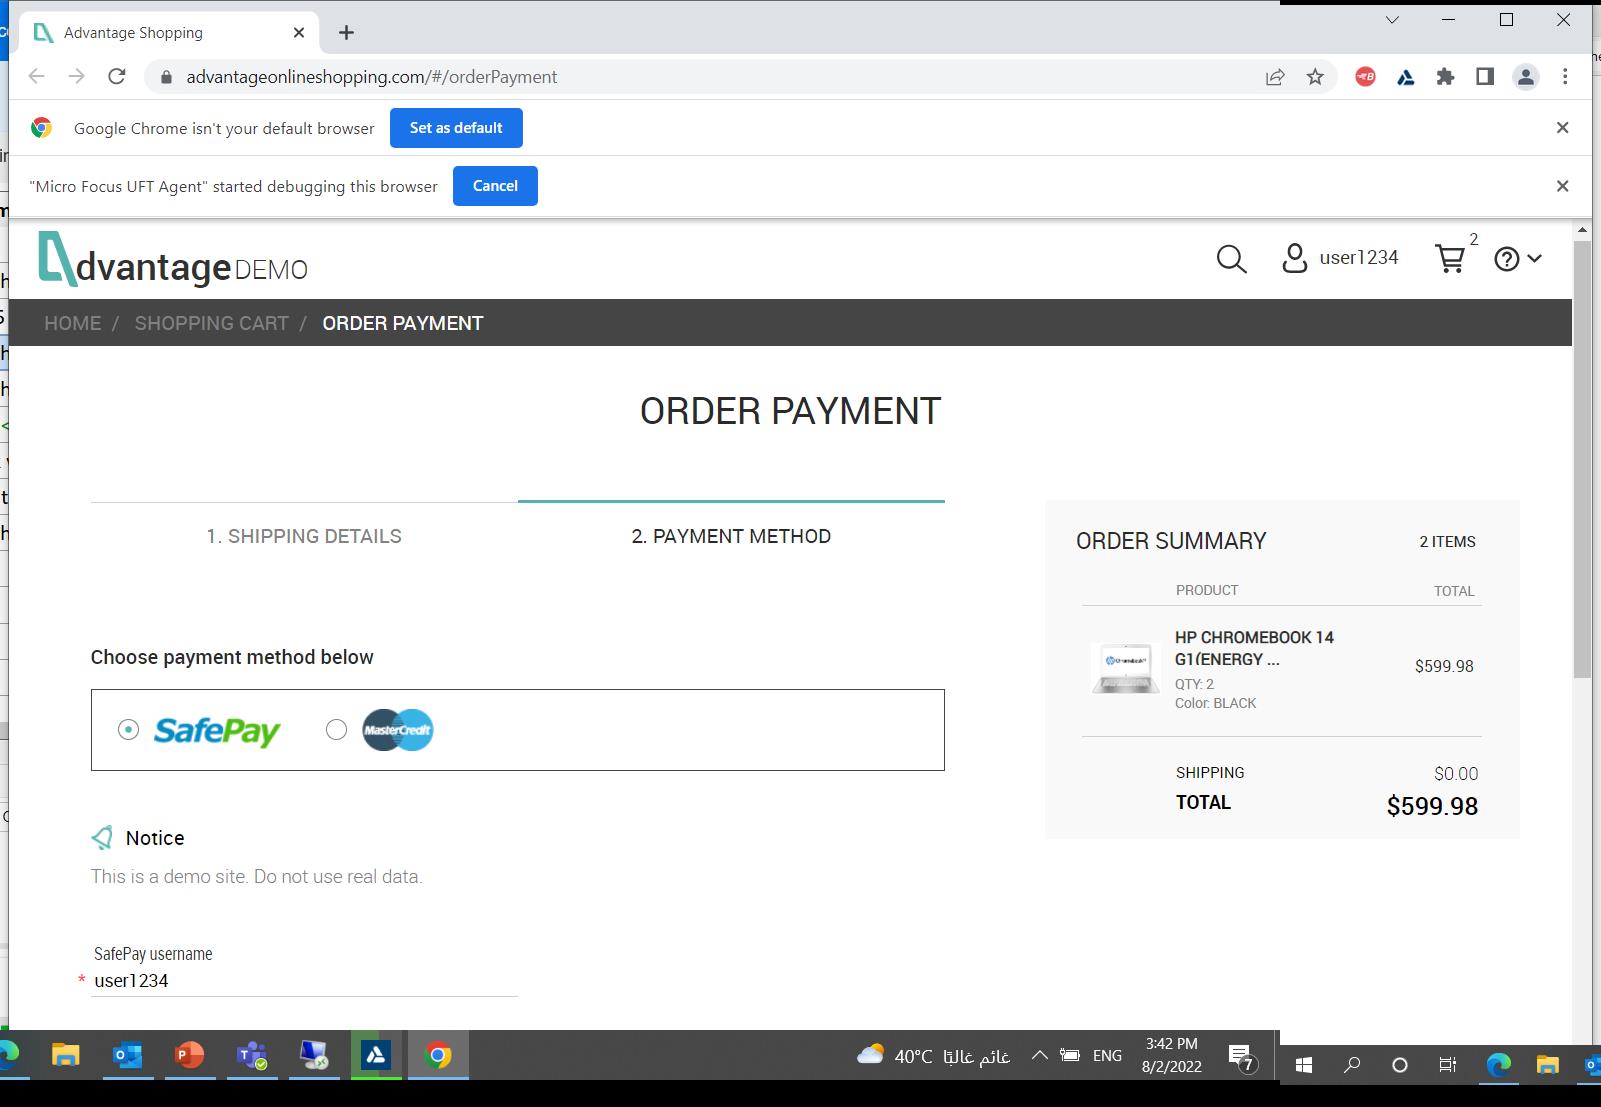 Advantage Shopping
advantageonlineshopping.com/#/orderPayment
Google Chrome isn't your default browser
Set as default
"Micro Focus UFT Agent" started debugging this browser
Cancel
dvantage DEMO
user1234
2
HOME / SHOPPING CART / ORDER PAYMENT
ORDER PAYMENT
1. SHIPPING DETAILS
2. PAYMENT METHOD
Choose payment method below
SafePay
MasterCredit
Notice
This is a demo site. Do not use real data.
SafePay username
* user1234
ORDER SUMMARY
2 ITEMS
PRODUCT
TOTAL
HP CHROMEBOOK 14
G1(ENERGY ...
$599.98
QTY: 2
Color: BLACK
SHIPPING
$0.00
TOTAL
$599.98
40°C غائم غالبًا
ENG
3:42 PM
8/2/2022
7